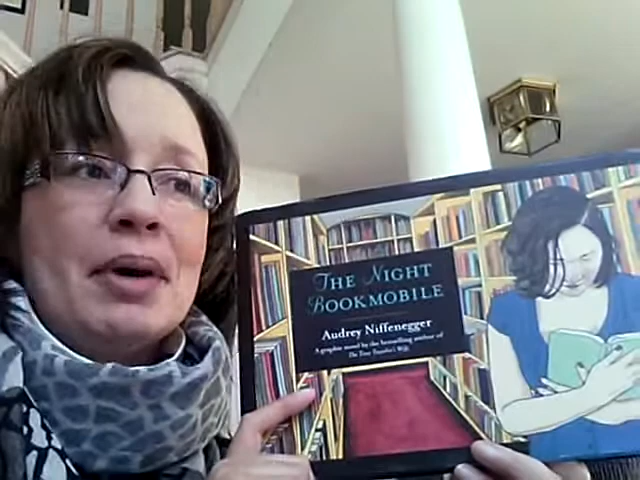 THE NIGHT
BOOKMOBILE
Audrey Niffenegger
A graphic novel by the bestselling author of
The Time Traveler's Wife